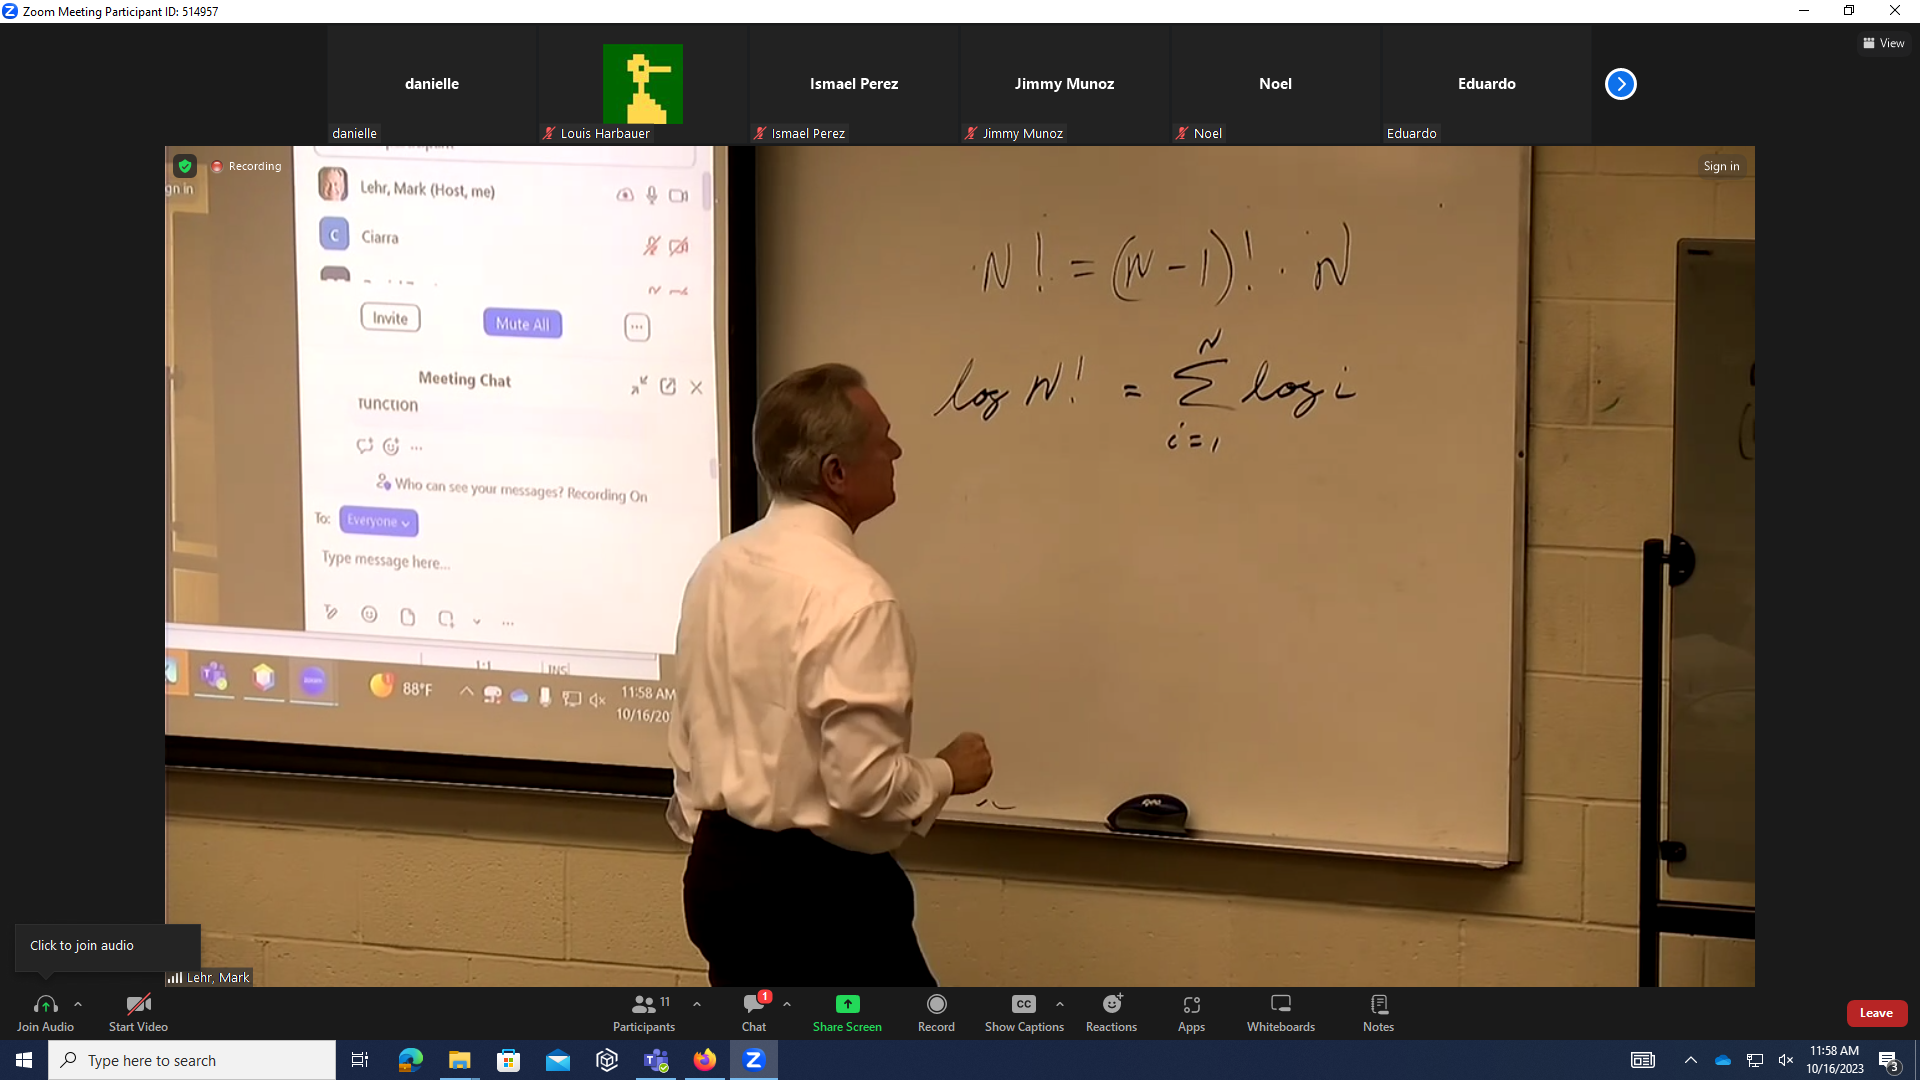 Zoom Meeting Participant ID: 514957
View
danielle
Ismael Perez
Jimmy Munoz
Noel
Eduardo
danielle
Louis Harbauer
Ismael Perez
Jimmy Munoz
Noel
Eduardo
Recording
Sign in
gn in
Lehr, Mark (Host, me)
C Ciarra
Invite
Mute All
Meeting Chat
function
Who can see your messages? Recording On
To: Everyone
Type message here...
1:1 INS
88°F
11:58 AM
10/16/20
N! = (N-1)! · N
N
log N! = ∑ log i
i=1
Click to join audio
Lehr, Mark
11
1
CC
Join Audio
Start Video
Participants
Chat
Share Screen
Record
Show Captions
Reactions
Apps
Whiteboards
Notes
Leave
Type here to search
11:58 AM
10/16/2023
3